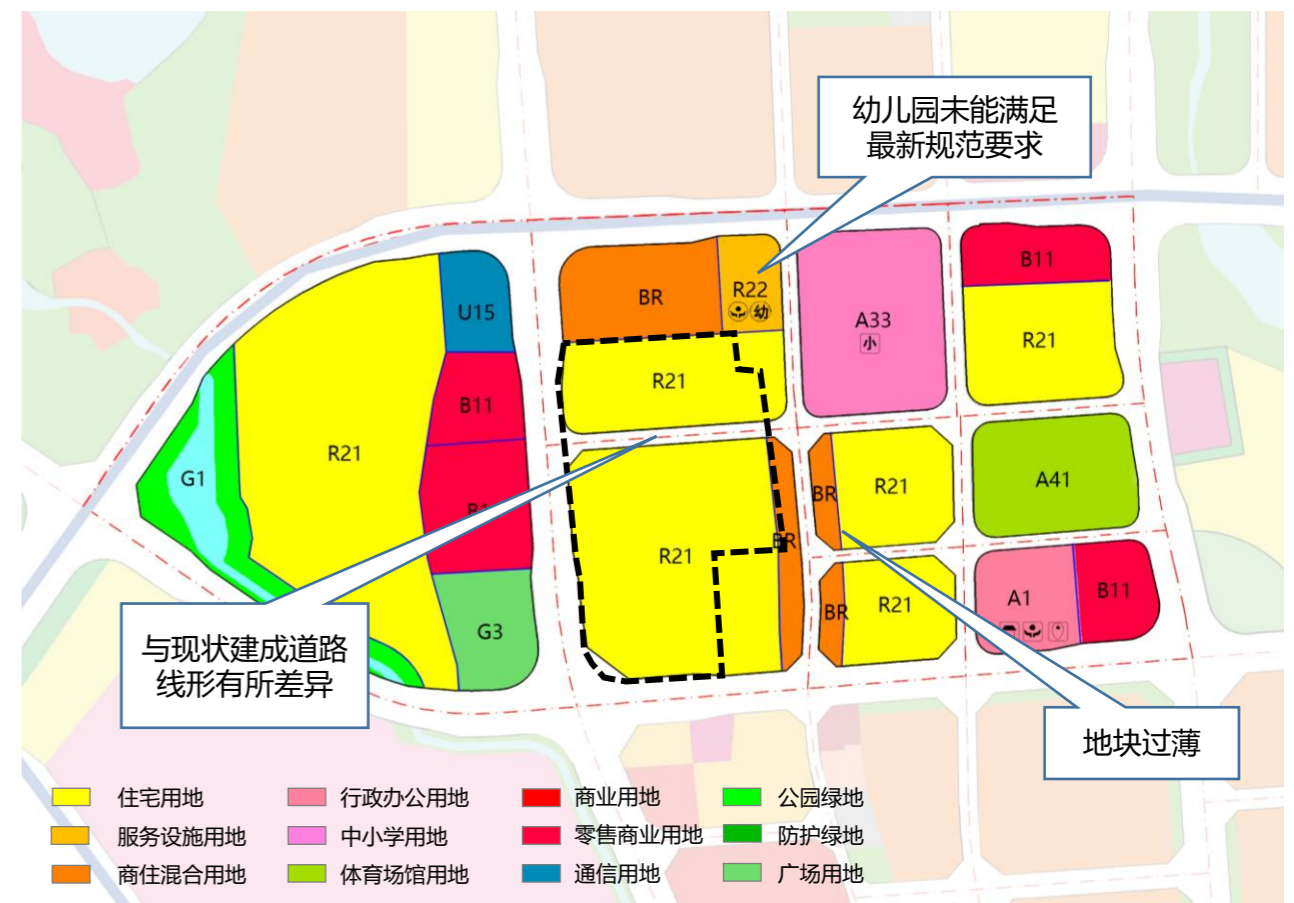 幼儿园未能满足
最新规范要求
B11
U15
BR
R22
幼
A33
小
R21
R21
B11
R21
G1
R21
BR
R21
A41
R21
BR
BR
R21
A1
B11
G3
与现状建成道路
线形有所差异
地块过薄
住宅用地
行政办公用地
商业用地
公园绿地
服务设施用地
中小学用地
零售商业用地
防护绿地
商住混合用地
体育场馆用地
通信用地
广场用地